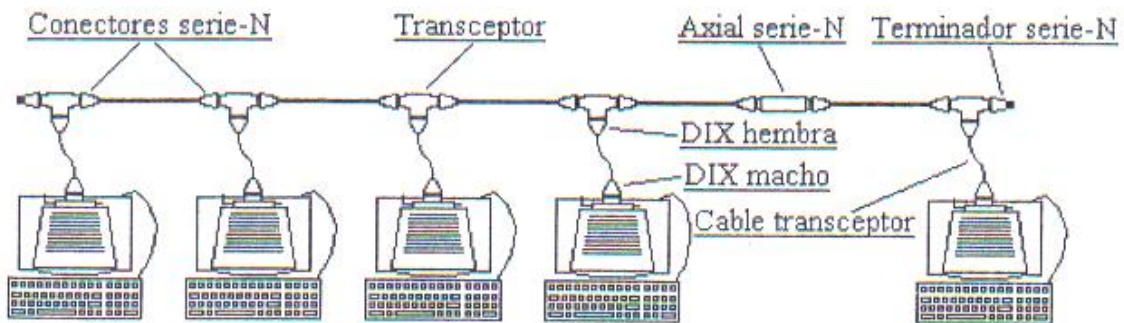 Conectores serie-N
Transceptor
Axial serie-N
Terminador serie-N
DIX hembra
DIX macho
Cable transceptor